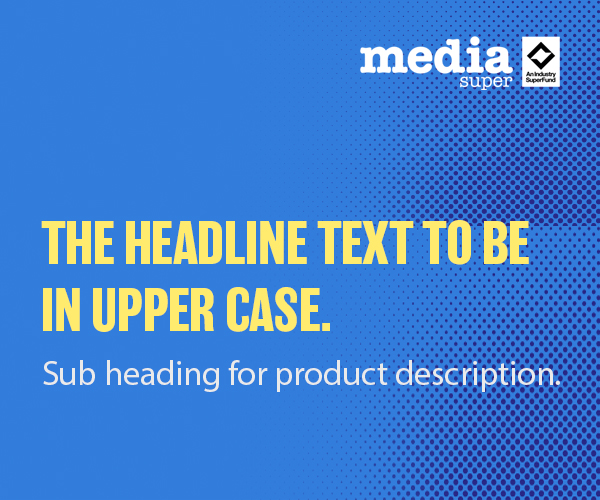 media
super
An Industry
SuperFund
THE HEADLINE TEXT TO BE
IN UPPER CASE.
Sub heading for product description.